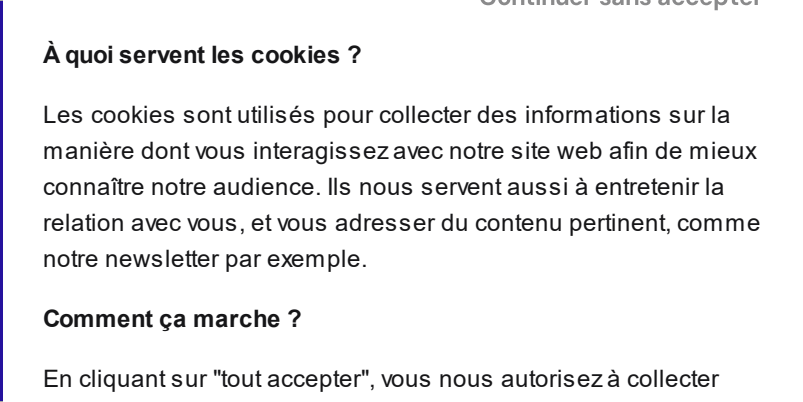 Continuer sans accepter
À quoi servent les cookies ?
Les cookies sont utilisés pour collecter des informations sur la
manière dont vous interagissez avec notre site web afin de mieux
connaître notre audience. Ils nous servent aussi à entretenir la
relation avec vous, et vous adresser du contenu pertinent, comme
notre newsletter par exemple.
Comment ça marche ?
En cliquant sur "tout accepter", vous nous autorisez à collecter